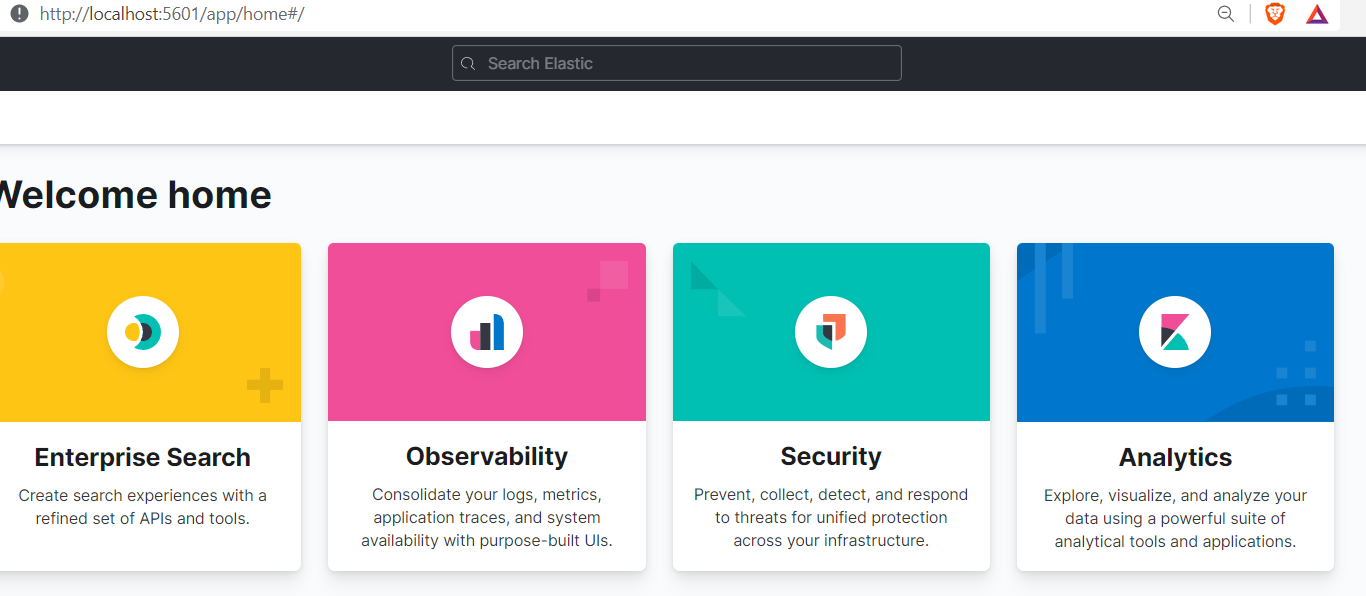 http://localhost:5601/app/home#/
Search Elastic
Welcome home
Enterprise Search
Create search experiences with a
refined set of APIs and tools.
Observability
Consolidate your logs, metrics,
application traces, and system
availability with purpose-built UIs.
Security
Prevent, collect, detect, and respond
to threats for unified protection
across your infrastructure.
Analytics
Explore, visualize, and analyze your
data using a powerful suite of
analytical tools and applications.